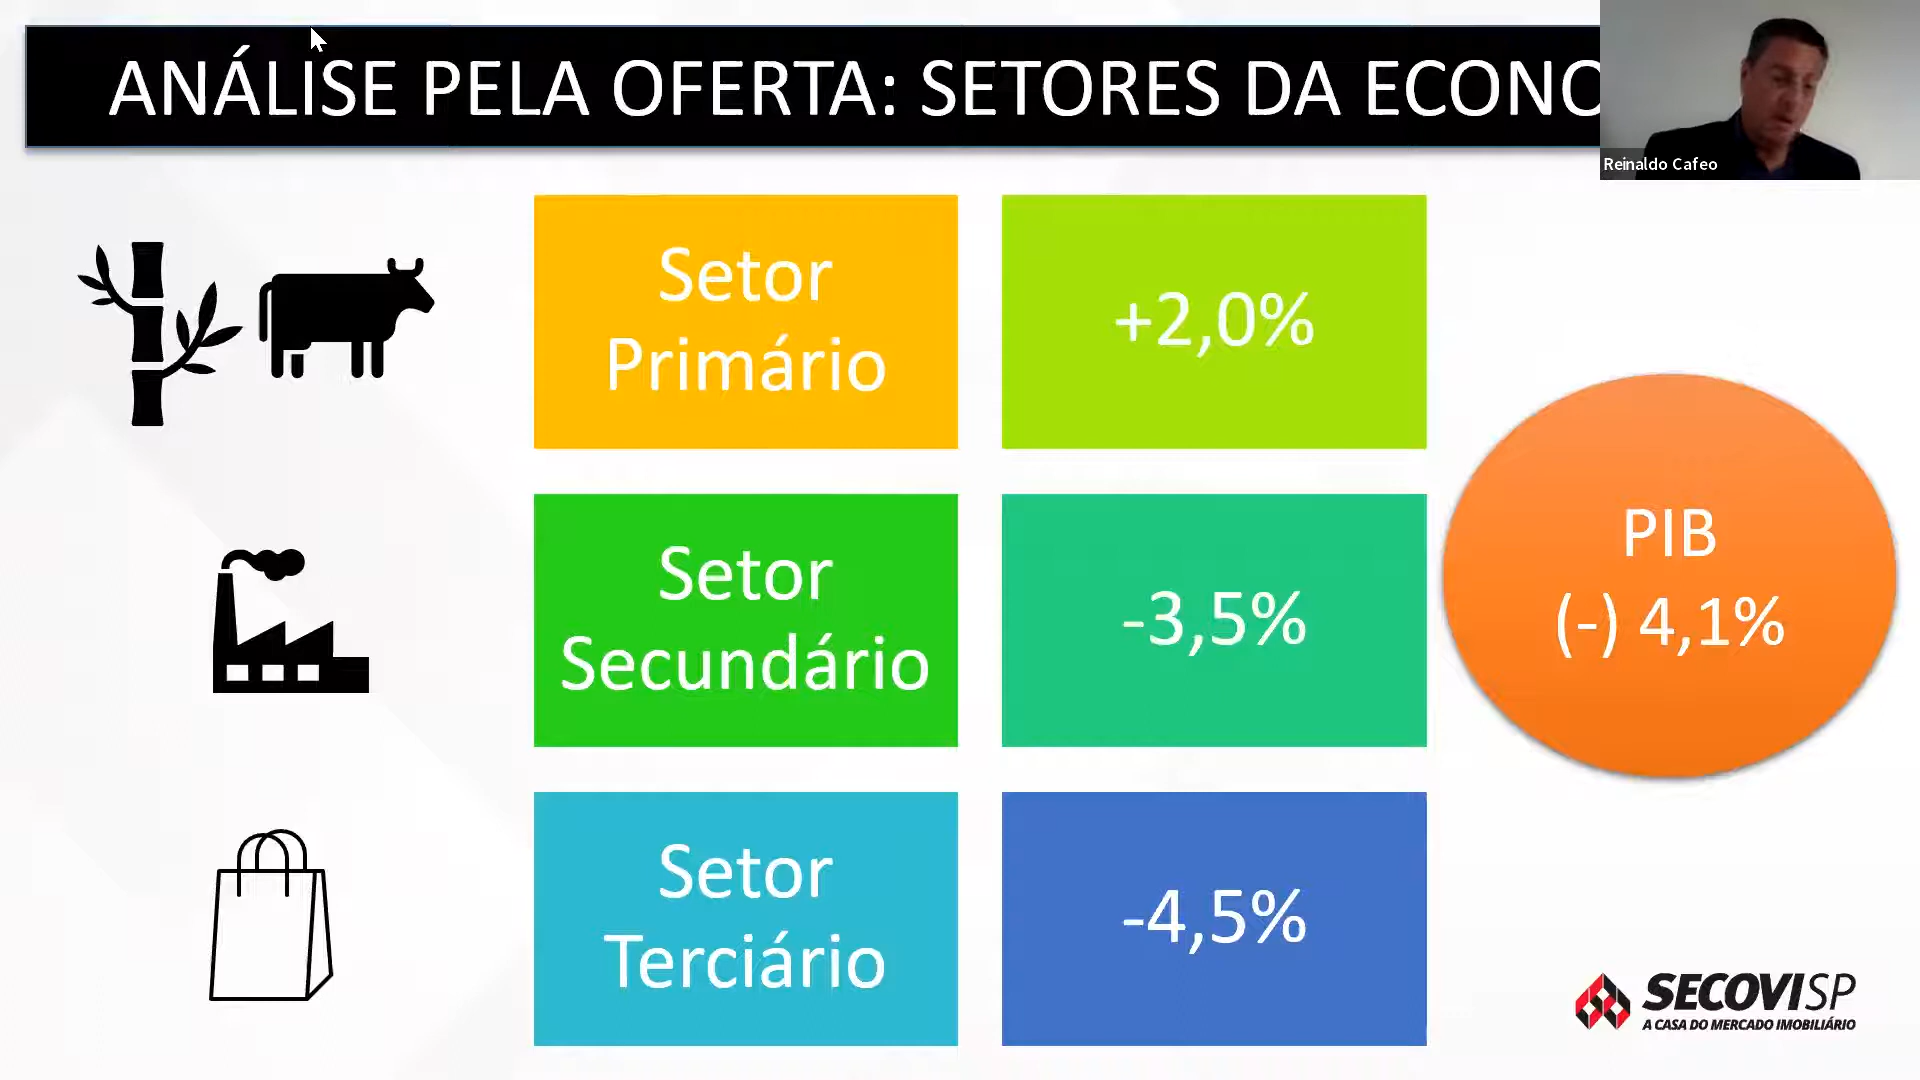 ANÁLISE PELA OFERTA: SETORES DA ECONO
Reinaldo Cafeo
Setor
Primário
+2,0%
Setor
Secundário
-3,5%
PIB
(-) 4,1%
Setor
Terciário
-4,5%
SECOVISP
A CASA DO MERCADO IMOBILIÁRIO